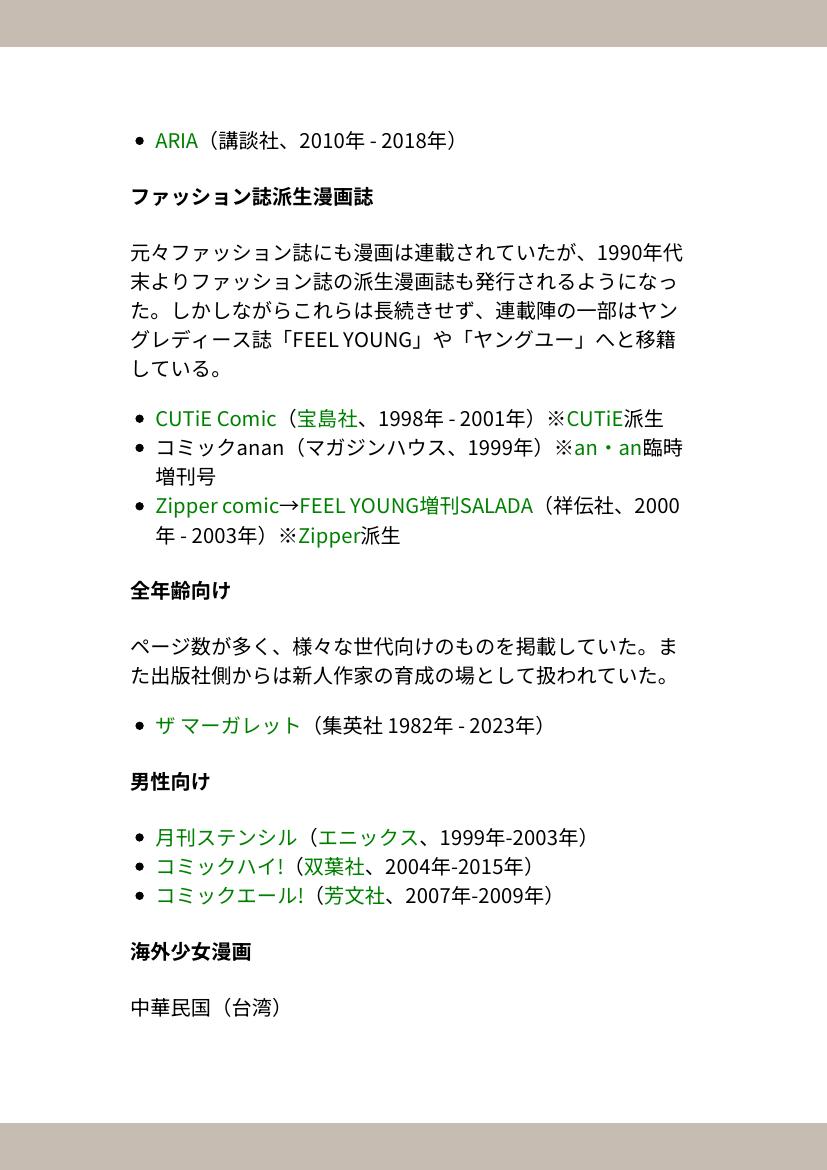 ARIA（講談社、2010年 - 2018年）
ファッション誌派生漫画誌
元々ファッション誌にも漫画は連載されていたが、1990年代
末よりファッション誌の派生漫画誌も発行されるようになっ
た。しかしながらこれらは長続きせず、連載陣の一部はヤン
グレディース誌「FEEL YOUNG」や「ヤングユー」へと移籍
している。
CUTiE Comic（宝島社、1998年 - 2001年）※CUTiE派生
コミックanan（マガジンハウス、1999年）※an・an臨時
増刊号
Zipper comic→FEEL YOUNG増刊SALADA（祥伝社、2000
年 - 2003年）※Zipper派生
全年齢向け
ページ数が多く、様々な世代向けのものを掲載していた。ま
た出版社側からは新人作家の育成の場として扱われていた。
ザ マーガレット（集英社 1982年 - 2023年）
男性向け
月刊ステンシル（エニックス、1999年-2003年）
コミックハイ!（双葉社、2004年-2015年）
コミックエール!（芳文社、2007年-2009年）
海外少女漫画
中華民国（台湾）